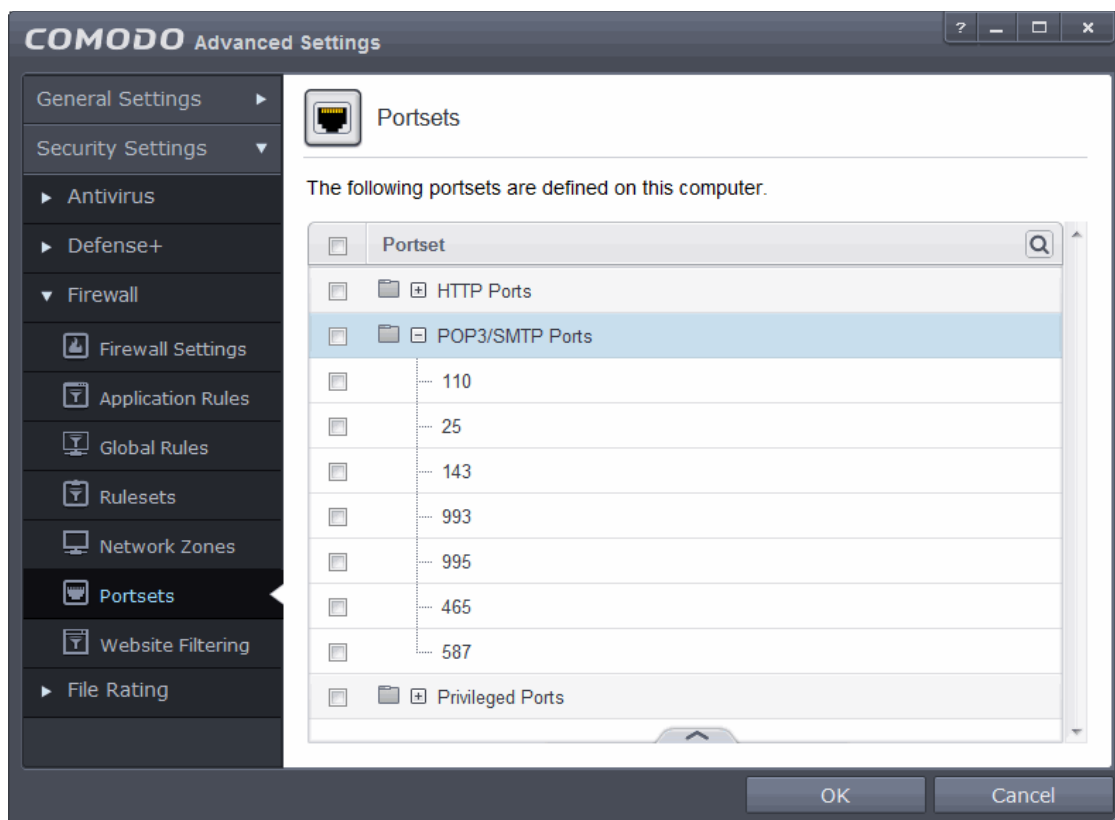 COMODO Advanced Settings
?
General Settings
Security Settings
Antivirus
Defense+
Firewall
Firewall Settings
Application Rules
Global Rules
Rulesets
Network Zones
Portsets
Website Filtering
File Rating
Portsets
The following portsets are defined on this computer.
Portset
HTTP Ports
POP3/SMTP Ports
110
25
143
993
995
465
587
Privileged Ports
OK
Cancel